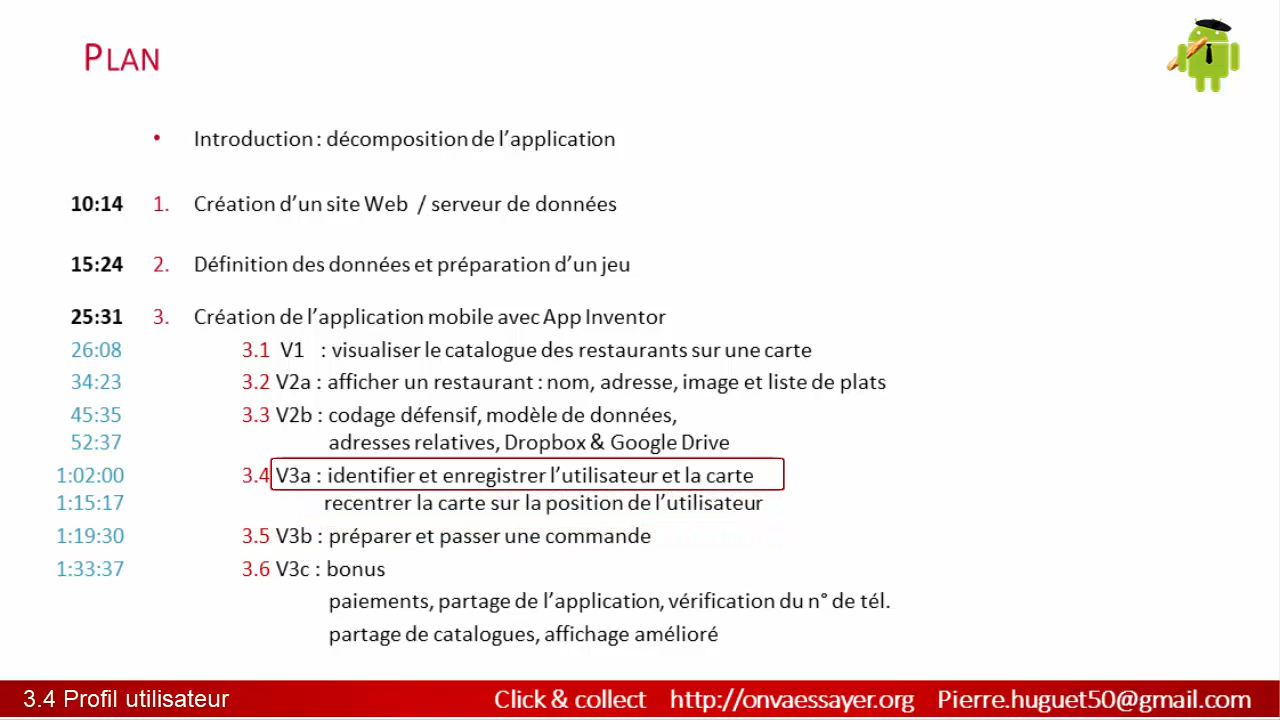 PLAN
• Introduction : décomposition de l’application
10:14 1. Création d’un site Web / serveur de données
15:24 2. Définition des données et préparation d’un jeu
25:31 3. Création de l’application mobile avec App Inventor
26:08 3.1 V1 : visualiser le catalogue des restaurants sur une carte
34:23 3.2 V2a : afficher un restaurant : nom, adresse, image et liste de plats
45:35 3.3 V2b : codage défensif, modèle de données,
52:37 adresses relatives, Dropbox & Google Drive
1:02:00 3.4 V3a : identifier et enregistrer l’utilisateur et la carte
1:15:17 recentrer la carte sur la position de l’utilisateur
1:19:30 3.5 V3b : préparer et passer une commande
1:33:37 3.6 V3c : bonus
paiements, partage de l’application, vérification du n° de tél.
partage de catalogues, affichage amélioré
3.4 Profil utilisateur Click & collect http://onvaessayer.org Pierre.huguet50@gmail.com